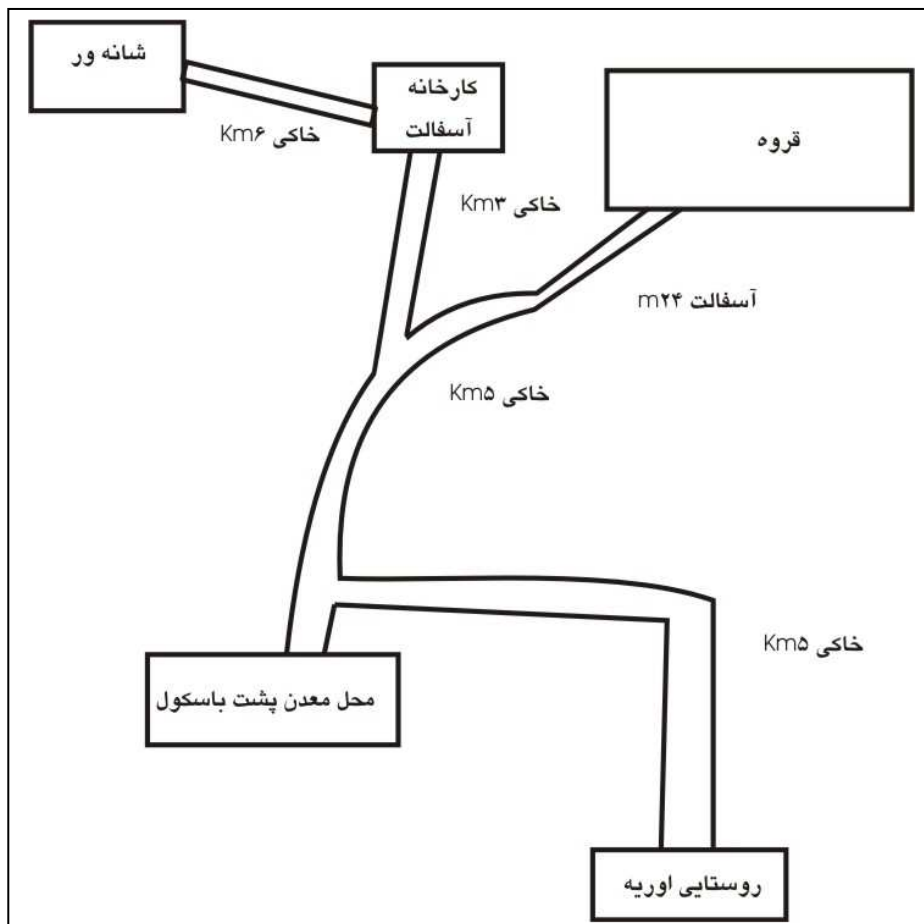 شانه ور
کارخانه
آسفالت
قروه
خاکی Km۶
خاکی Km۳
آسفالت m۲۴
خاکی Km۵
خاکی Km۵
محل معدن پشت باسکول
روستایی اوریه